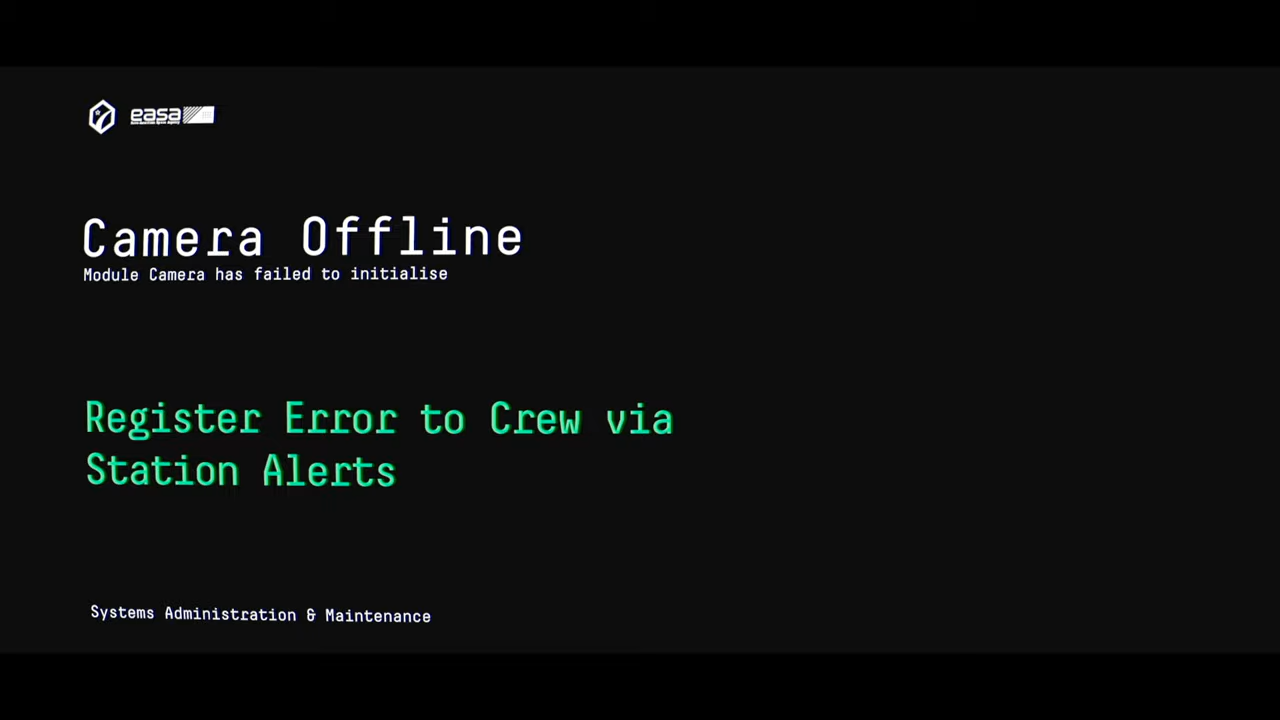 easa
Camera Offline
Module Camera has failed to initialise
Register Error to Crew via
Station Alerts
Systems Administration & Maintenance